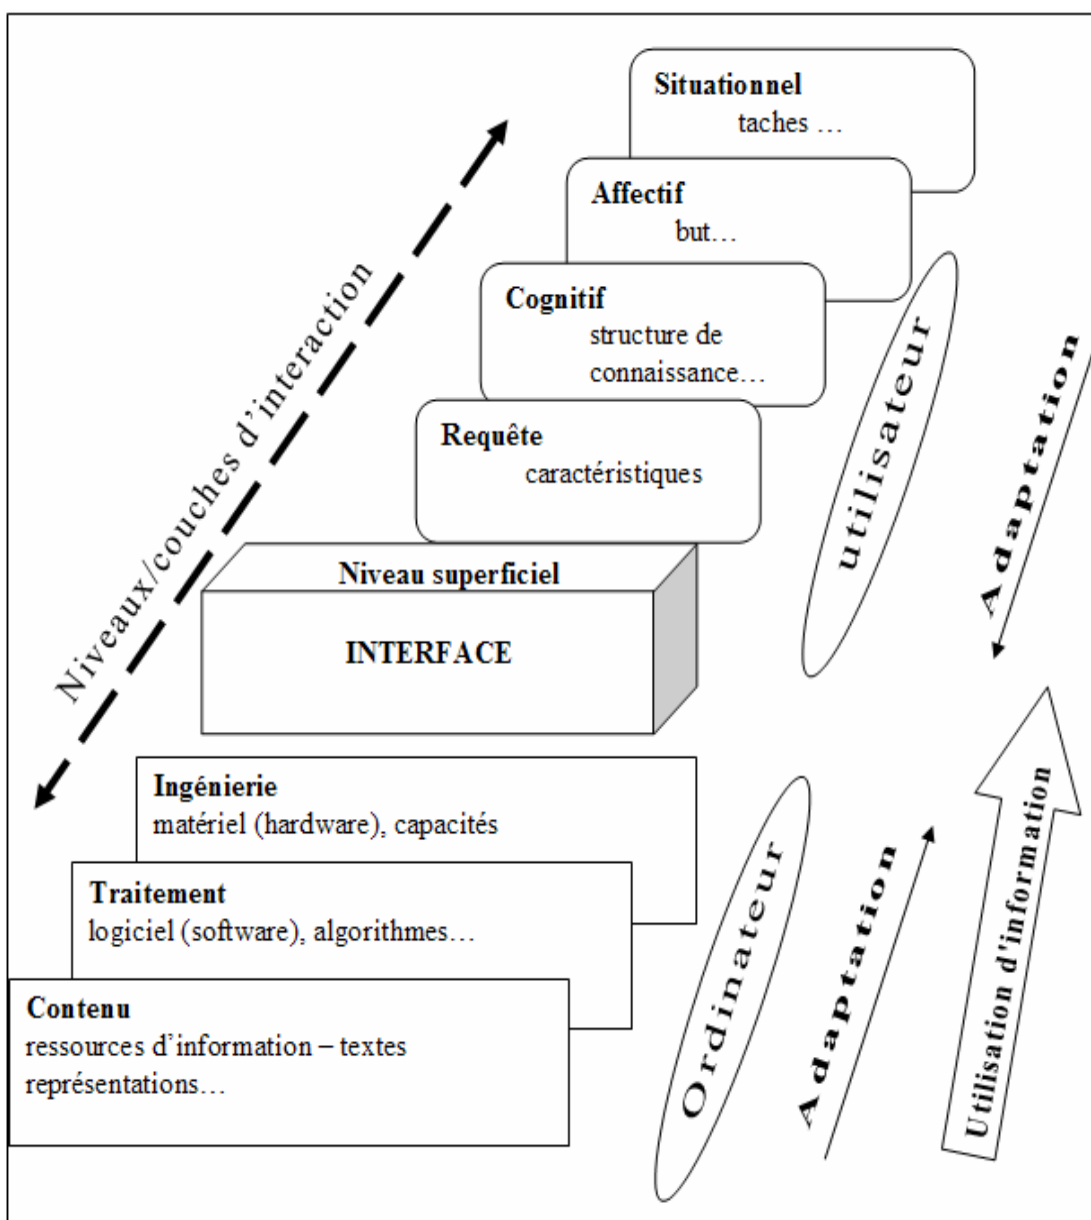 Situationnel
taches …
Affectif
but…
Cognitif
structure de
connaissance…
Requête
caractéristiques
Niveaux/couches d’interaction
utilisateur
Adaptation
Niveau superficiel
INTERFACE
Ingénierie
matériel (hardware), capacités
Traitement
logiciel (software), algorithmes…
Contenu
ressources d’information – textes
représentations…
Ordinateur
Adaptation
Utilisation d'information